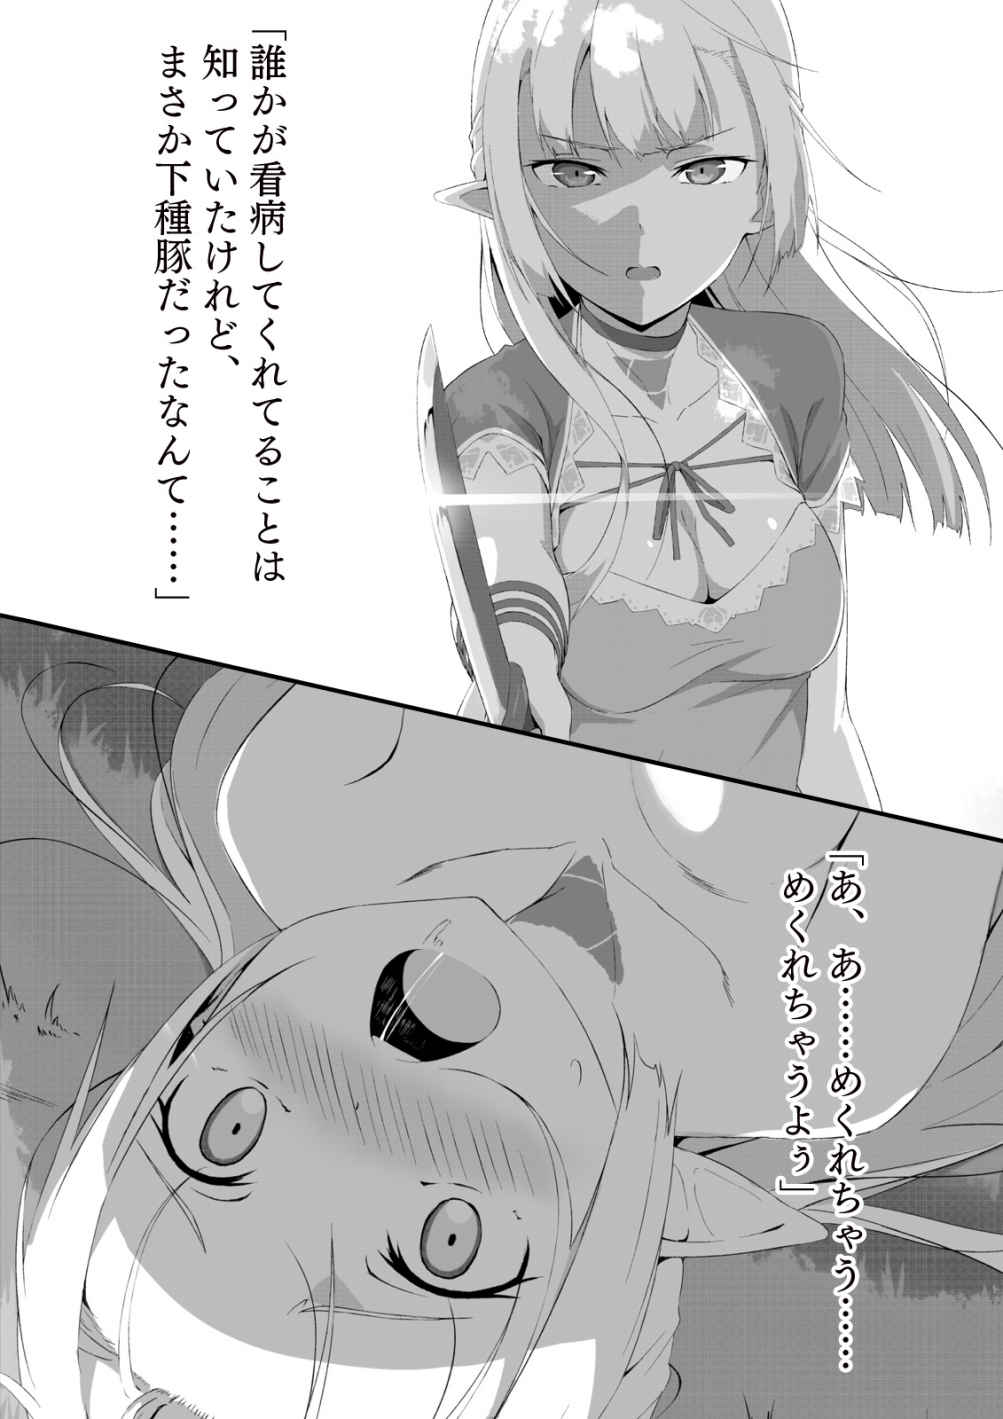 「誰かが看病してくれてることは
知っていたけれど、
まさか下種豚だったなんて……」
「あ、あ……めくれちゃう……
めくれちゃうよぅ」